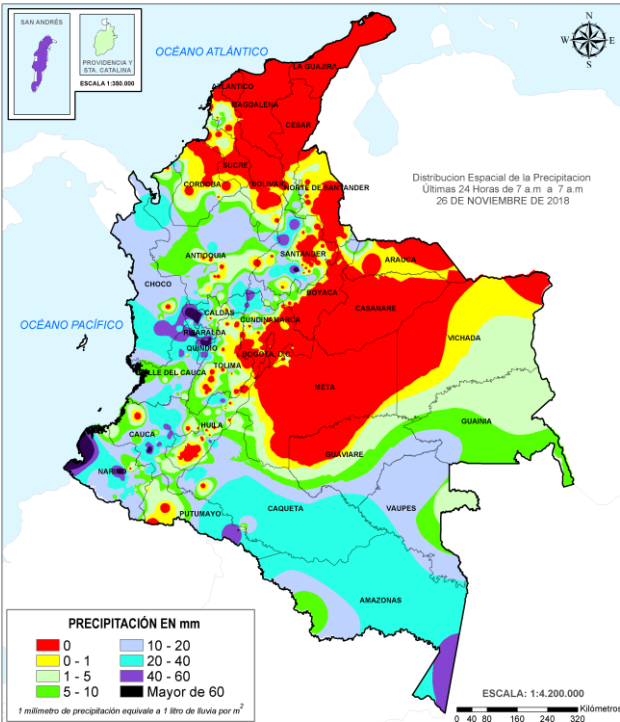 SAN ANDRÉS
PROVIDENCIA Y
STA. CATALINA
ESCALA 1:350.000
OCÉANO ATLÁNTICO
N
W
E
S
LA GUAJIRA
ATLANTICO
MAGDALENA
CESAR
SUCRE
CORDOBA
BOLIVAR
NORTE DE SANTANDER
Distribucion Espacial de la Precipitacion
Últimas 24 Horas de 7 a.m a 7 a.m
26 DE NOVIEMBRE DE 2018
ANTIOQUIA
SANTANDER
ARAUCA
CHOCO
BOYACA
CASANARE
CALDAS
CUNDINAMARCA
OCÉANO PACÍFICO
RISARALDA
VICHADA
QUINDIO
BOGOTA, D.C.
VALLE DEL CAUCA
TOLIMA
META
HUILA
GUAINIA
CAUCA
GUAVIARE
NARIÑO
CAQUETA
VAUPES
PUTUMAYO
AMAZONAS
PRECIPITACIÓN EN mm
0
10 - 20
0 - 1
20 - 40
1 - 5
40 - 60
5 - 10
Mayor de 60
1 milimetro de precipitación equivale a 1 litro de lluvia por m²
ESCALA: 1:4.200.000
Kilómetros
0 40 80 160 240 320